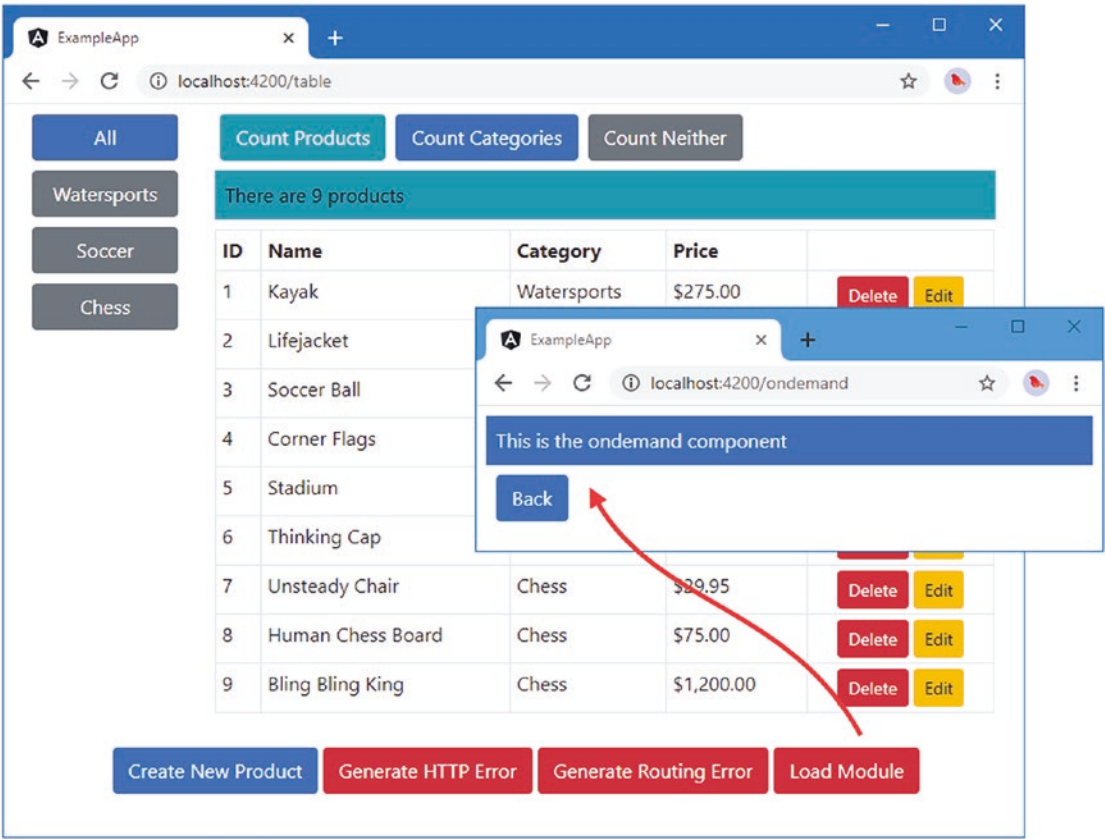 ExampleApp
localhost:4200/table
All
Count Products Count Categories Count Neither
Watersports
There are 9 products
Soccer
ID Name Category Price
Chess
1 Kayak Watersports $275.00 Delete Edit
2 Lifejacket
3 Soccer Ball
4 Corner Flags
5 Stadium
6 Thinking Cap
7 Unsteady Chair Chess $29.95 Delete Edit
8 Human Chess Board Chess $75.00 Delete Edit
9 Bling Bling King Chess $1,200.00 Delete Edit
Create New Product Generate HTTP Error Generate Routing Error Load Module
ExampleApp
localhost:4200/ondemand
This is the ondemand component
Back